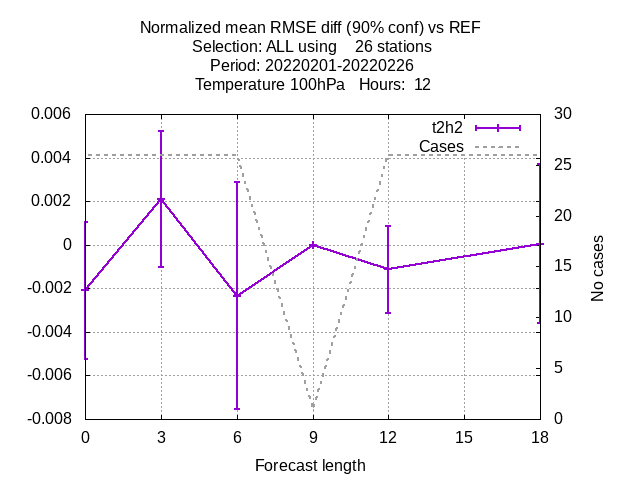 Normalized mean RMSE diff (90% conf) vs REF
Selection: ALL using    26 stations
Period: 20220201-20220226
Temperature 100hPa   Hours:  12
t2h2
Cases
0.006
0.004
0.002
0
-0.002
-0.004
-0.006
-0.008
30
25
20
15
10
5
0
No cases
0 3 6 9 12 15 18
Forecast length